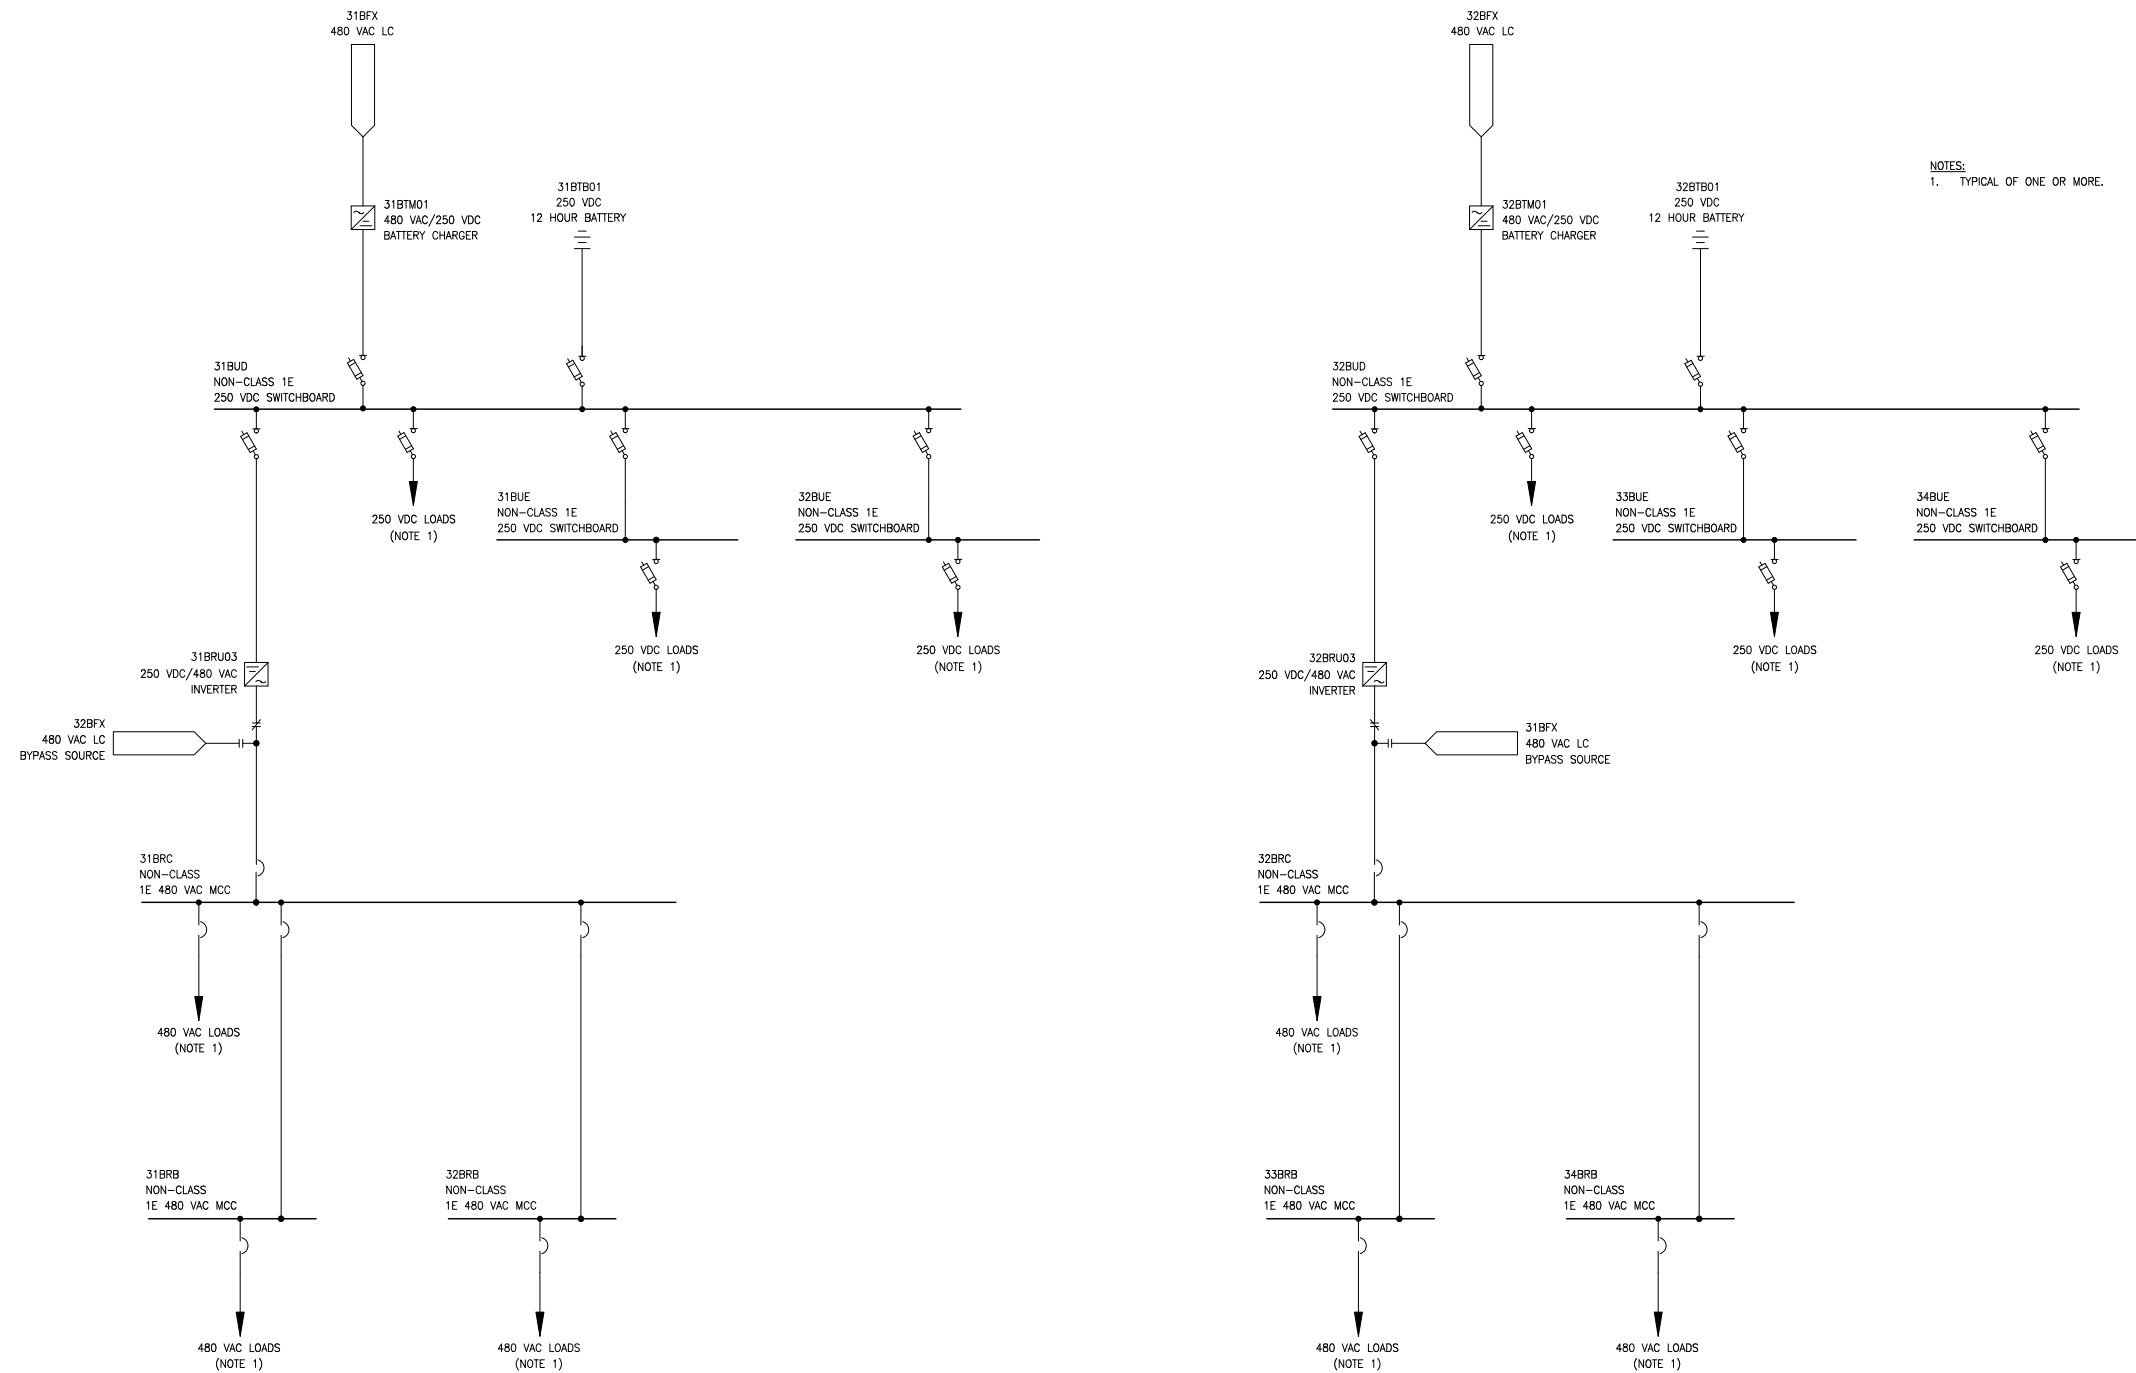 31BFX
480 VAC LC
32BFX
480 VAC LC
NOTES:
1. TYPICAL OF ONE OR MORE.
31BTM01
480 VAC/250 VDC
BATTERY CHARGER
31BTB01
250 VDC
12 HOUR BATTERY
32BTM01
480 VAC/250 VDC
BATTERY CHARGER
32BTB01
250 VDC
12 HOUR BATTERY
31BUD
NON-CLASS 1E
250 VDC SWITCHBOARD
32BUD
NON-CLASS 1E
250 VDC SWITCHBOARD
250 VDC LOADS
(NOTE 1)
31BUE
NON-CLASS 1E
250 VDC SWITCHBOARD
32BUE
NON-CLASS 1E
250 VDC SWITCHBOARD
250 VDC LOADS
(NOTE 1)
33BUE
NON-CLASS 1E
250 VDC SWITCHBOARD
34BUE
NON-CLASS 1E
250 VDC SWITCHBOARD
250 VDC LOADS
(NOTE 1)
250 VDC LOADS
(NOTE 1)
250 VDC LOADS
(NOTE 1)
250 VDC LOADS
(NOTE 1)
31BRU03
250 VDC/480 VAC
INVERTER
32BRU03
250 VDC/480 VAC
INVERTER
32BFX
480 VAC LC
BYPASS SOURCE
31BFX
480 VAC LC
BYPASS SOURCE
31BRC
NON-CLASS
1E 480 VAC MCC
32BRC
NON-CLASS
1E 480 VAC MCC
480 VAC LOADS
(NOTE 1)
480 VAC LOADS
(NOTE 1)
31BRB
NON-CLASS
1E 480 VAC MCC
32BRB
NON-CLASS
1E 480 VAC MCC
33BRB
NON-CLASS
1E 480 VAC MCC
34BRB
NON-CLASS
1E 480 VAC MCC
480 VAC LOADS
(NOTE 1)
480 VAC LOADS
(NOTE 1)
480 VAC LOADS
(NOTE 1)
480 VAC LOADS
(NOTE 1)